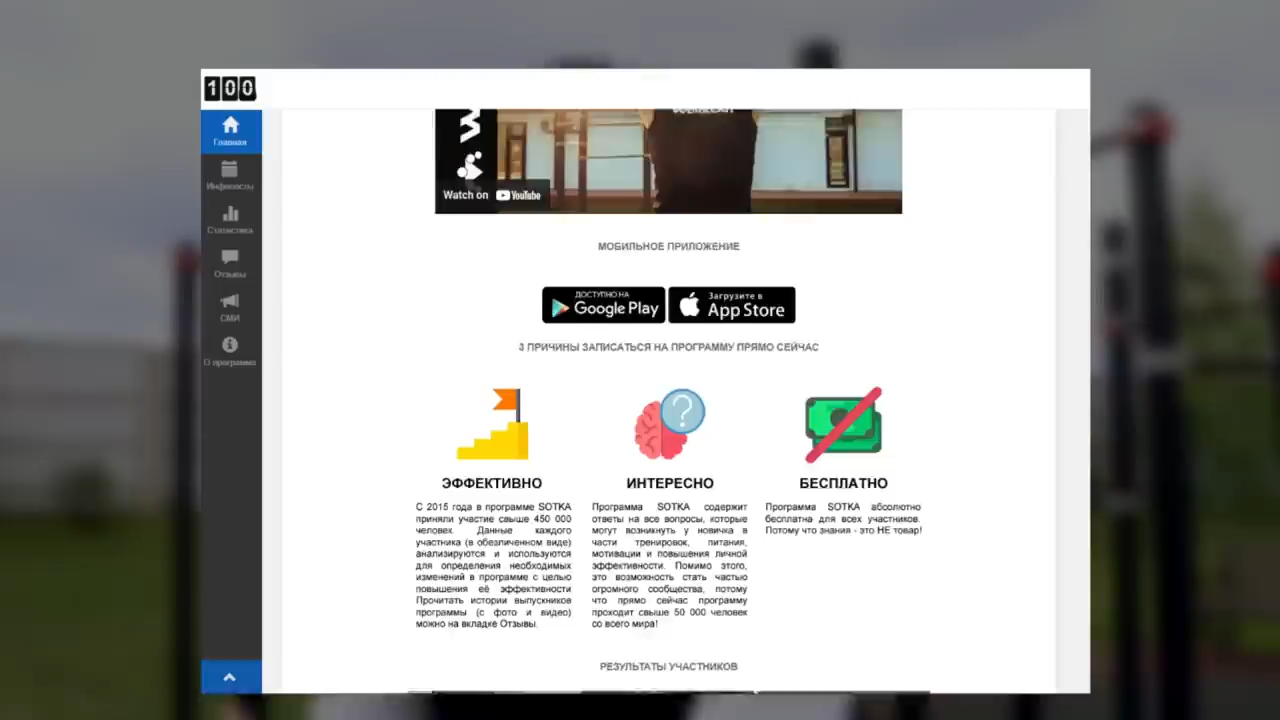 100
Главная
Инфопосты
Статистика
Отзывы
СМИ
О программе
Watch on YouTube
МОБИЛЬНОЕ ПРИЛОЖЕНИЕ
ДОСТУПНО НА
Google Play
Загрузите в
App Store
3 ПРИЧИНЫ ЗАПИСАТЬСЯ НА ПРОГРАММУ ПРЯМО СЕЙЧАС
ЭФФЕКТИВНО
С 2015 года в программе SOTKA
приняли участие свыше 450 000
человек. Данные каждого
участника (в обезличенном виде)
анализируются и используются
для определения необходимых
изменений в программе с целью
повышения её эффективности
Прочитать истории выпускников
программы (с фото и видео)
можно на вкладке Отзывы.
ИНТЕРЕСНО
Программа SOTKA содержит
ответы на все вопросы, которые
могут возникнуть у новичка в
части тренировок, питания,
мотивации и повышения личной
эффективности. Помимо этого,
это возможность стать частью
огромного сообщества, потому
что прямо сейчас программу
проходит свыше 50 000 человек
со всего мира!
БЕСПЛАТНО
Программа SOTKA абсолютно
бесплатна для всех участников.
Потому что знания - это НЕ товар!
РЕЗУЛЬТАТЫ УЧАСТНИКОВ